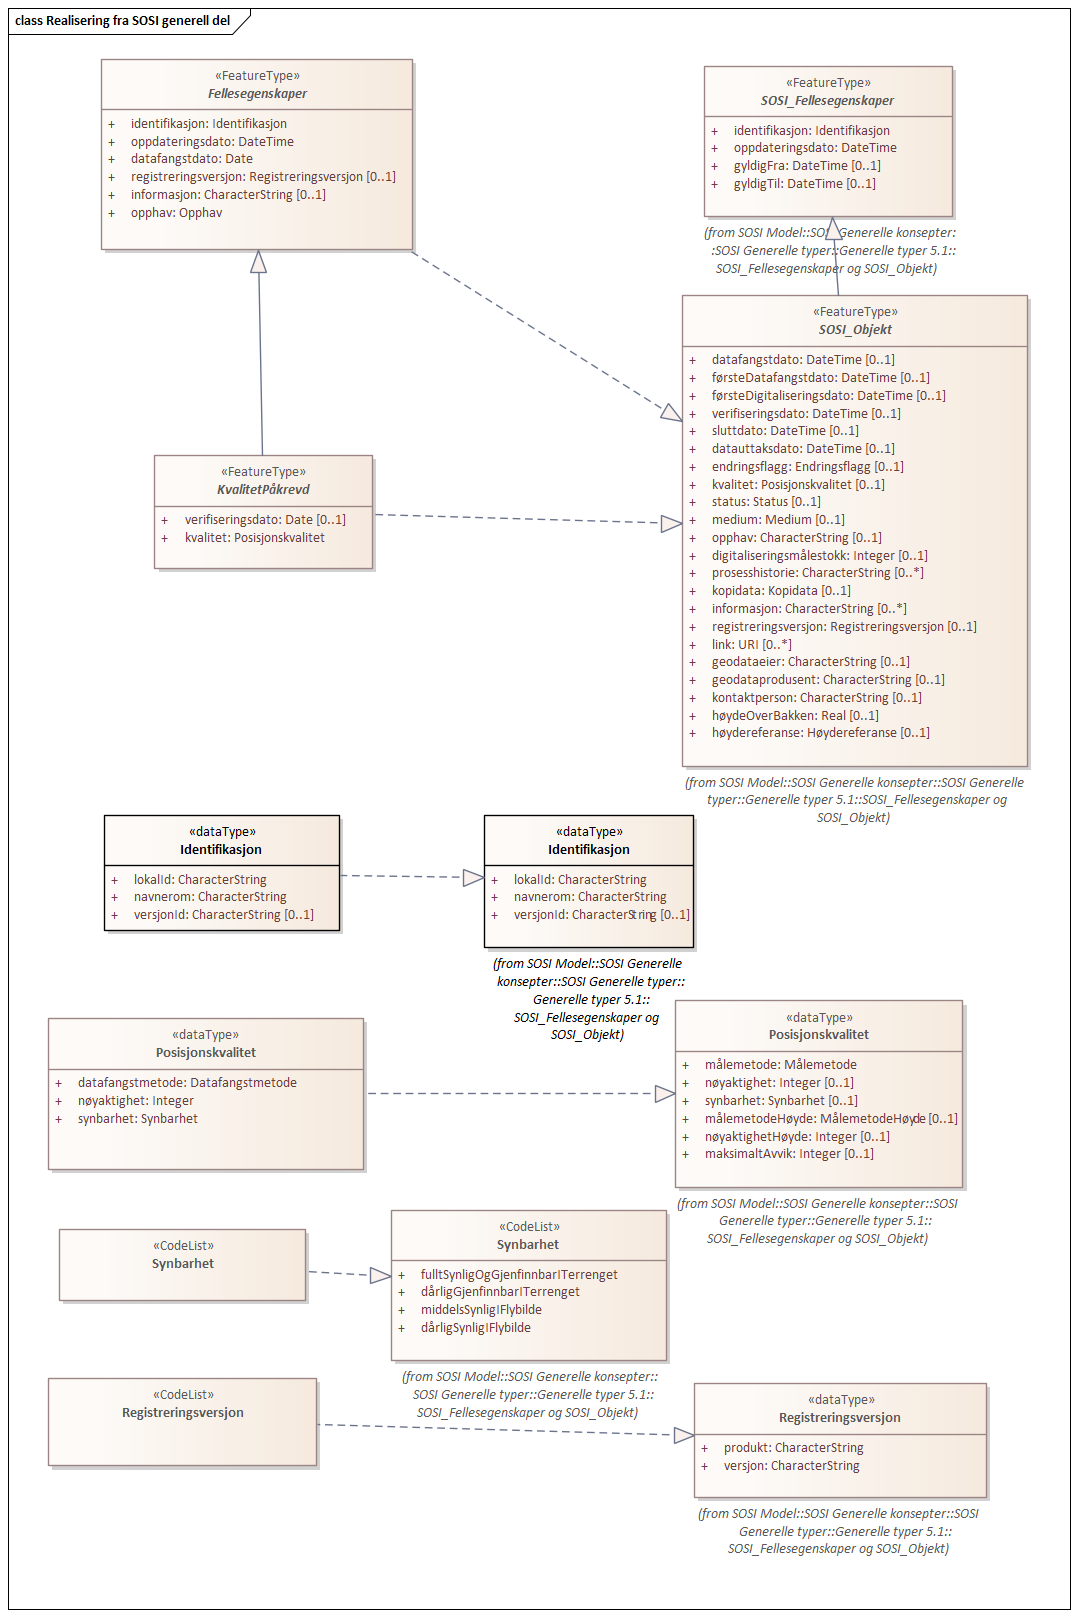 class Realisering fra SOSI generell del
«FeatureType»
Fellesegenskaper
+ identifikasjon: Identifikasjon
+ oppdateringsdato: DateTime
+ datafangstdato: Date
+ registreringsversjon: Registreringsversjon [0..1]
+ informasjon: CharacterString [0..1]
+ opphav: Opphav
«FeatureType»
SOSI_Fellesegenskaper
+ identifikasjon: Identifikasjon
+ oppdateringsdato: DateTime
+ gyldigFra: DateTime [0..1]
+ gyldigTil: DateTime [0..1]
(from SOSI Model::SOSI Generelle konsepter:
:SOSI Generelle typer::Generelle typer 5.1::
SOSI_Fellesegenskaper og SOSI_Objekt)
«FeatureType»
SOSI_Objekt
+ datafangstdato: DateTime [0..1]
+førsteDatafangstdato: DateTime [0..1]
+ førsteDigitaliseringsdato: DateTime [0..1]
+ verifiseringsdato: DateTime [0..1]
+ sluttdato: DateTime [0..1]
+ datauttaksdato: DateTime [0..1]
+ endringsflagg: Endringsflagg [0..1]
+ kvalitet: Posisjonskvalitet [0..1]
+ status: Status [0..1]
+ medium: Medium [0..1]
+ opphav: CharacterString [0..1]
+ digitaliseringsmålestokk: Integer [0..1]
+ prosesshistorie: CharacterString [0..*]
+ kopidata: Kopidata [0..1]
+ informasjon: CharacterString [0..*]
+ registreringsversjon: Registreringsversjon [0..1]
+ link: URI [0..*]
+ geodataeier: CharacterString [0..1]
+ geodataprodusent: CharacterString [0..1]
+ kontaktperson: CharacterString [0..1]
+ høydeOverBakken: Real [0..1]
+ høydereferanse: Høydereferanse [0..1]
(from SOSI Model::SOSI Generelle konsepter::SOSI Generelle
typer::Generelle typer 5.1::SOSI_Fellesegenskaper og
SOSI_Objekt)
«FeatureType»
KvalitetPåkrevd
+ verifiseringsdato: Date [0..1]
+ kvalitet: Posisjonskvalitet
«dataType»
Identifikasjon
+ lokalId: CharacterString
+ navnerom: CharacterString
+ versjonId: CharacterString [0..1]
«dataType»
Identifikasjon
+ lokalId: CharacterString
+ navnerom: CharacterString
+ versjonId: CharacterString [0..1]
(from SOSI Model::SOSI Generelle
konsepter::SOSI Generelle typer::
Generelle typer 5.1::
SOSI_Fellesegenskaper og
SOSI_Objekt)
«dataType»
Posisjonskvalitet
+ datafangstmetode: Datafangstmetode
+ nøyaktighet: Integer
+ synbarhet: Synbarhet
«dataType»
Posisjonskvalitet
+ målemetode: Målemetode
+ nøyaktighet: Integer [0..1]
+ synbarhet: Synbarhet [0..1]
+ målemetodeHøyde: MålemetodeHøyde [0..1]
+ nøyaktighetHøyde: Integer [0..1]
+ maksimaltAvvik: Integer [0..1]
(from SOSI Model::SOSI Generelle konsepter::SOSI
Generelle typer::Generelle typer 5.1::
SOSI_Fellesegenskaper og SOSI_Objekt)
«CodeList»
Synbarhet
«CodeList»
Synbarhet
+ fulltSynligOgGjenfinnbarITerrenget
+ dårligGjenfinnbarITerrenget
+ middelsSynligIFlybilde
+ dårligSynligIFlybilde
(from SOSI Model::SOSI Generelle konsepter::
SOSI Generelle typer::Generelle typer 5.1::
SOSI_Fellesegenskaper og SOSI_Objekt)
«CodeList»
Registreringsversjon
«dataType»
Registreringsversjon
+ produkt: CharacterString
+ versjon: CharacterString
(from SOSI Model::SOSI Generelle konsepter::SOSI
Generelle typer::Generelle typer 5.1::
SOSI_Fellesegenskaper og SOSI_Objekt)